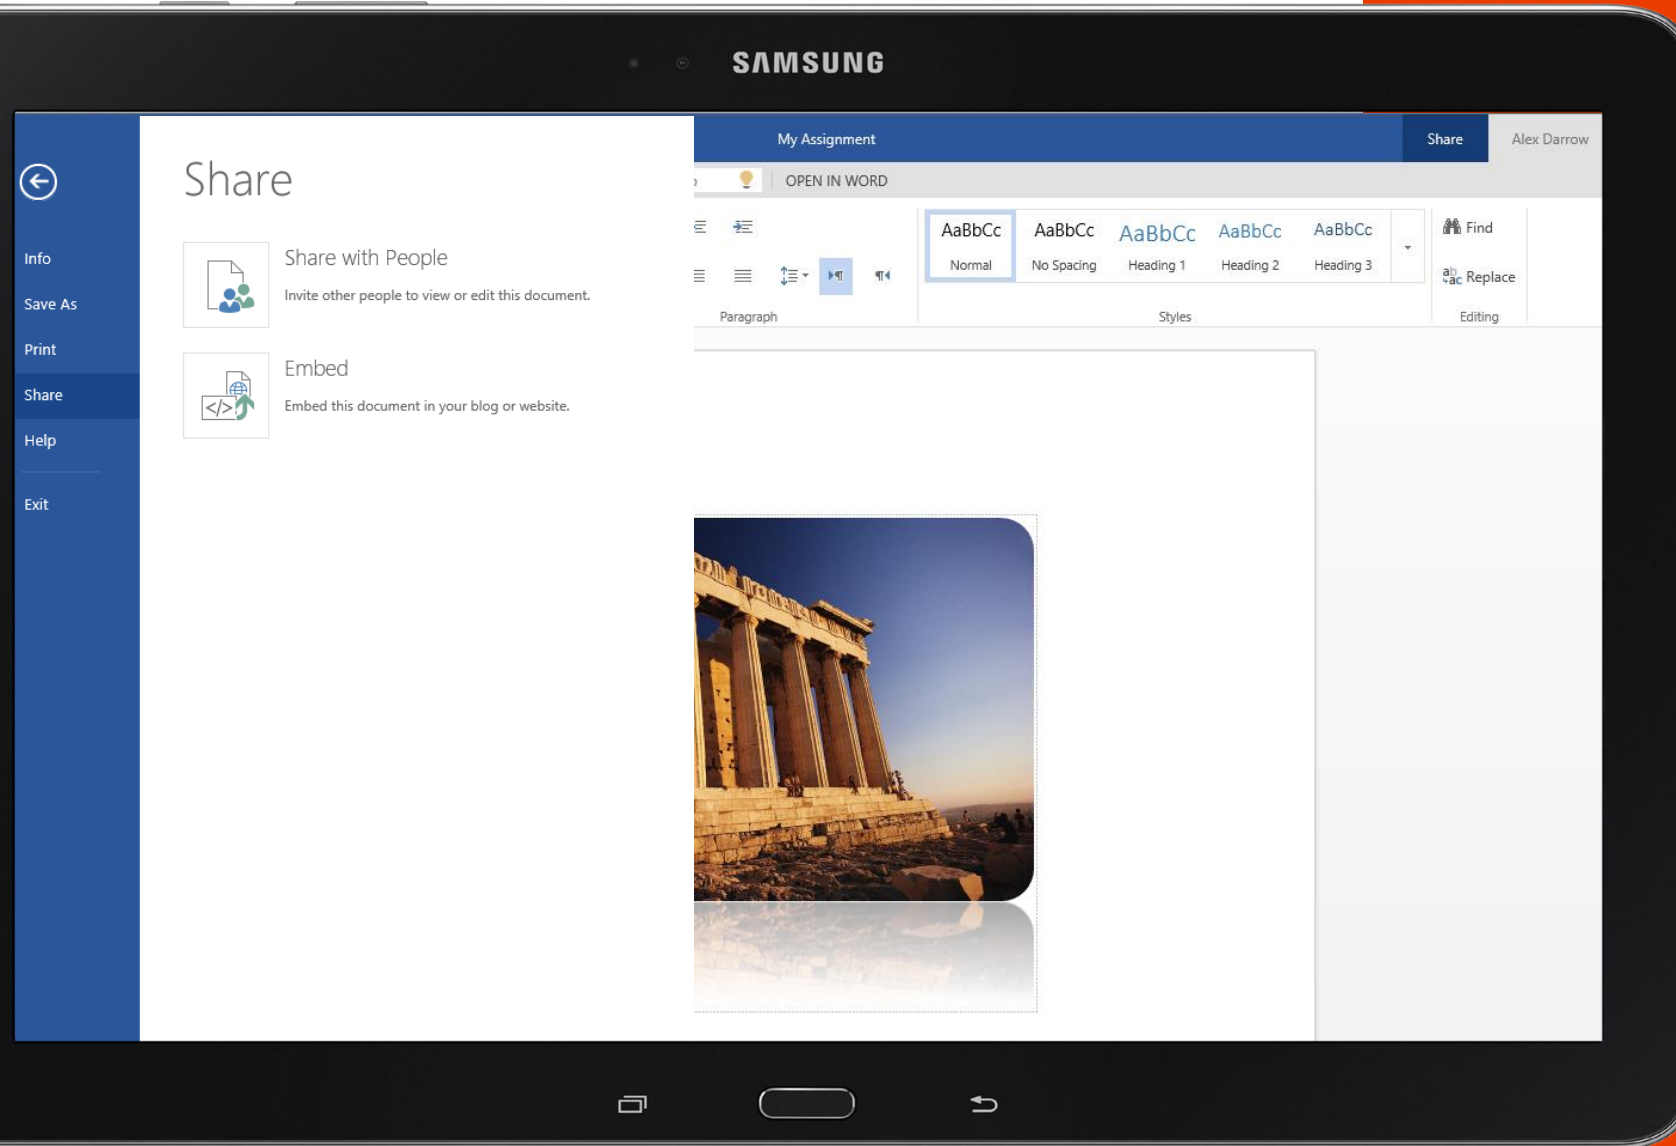 SAMSUNG
My Assignment
Share
Alex Darrow
OPEN IN WORD
Share
Share with People
Invite other people to view or edit this document.
Embed
Embed this document in your blog or website.
</>
Info
Save As
Print
Share
Help
Exit
AaBbCc
Normal
AaBbCc
No Spacing
AaBbCc
Heading 1
AaBbCc
Heading 2
AaBbCc
Heading 3
Find
Replace
Paragraph
Styles
Editing